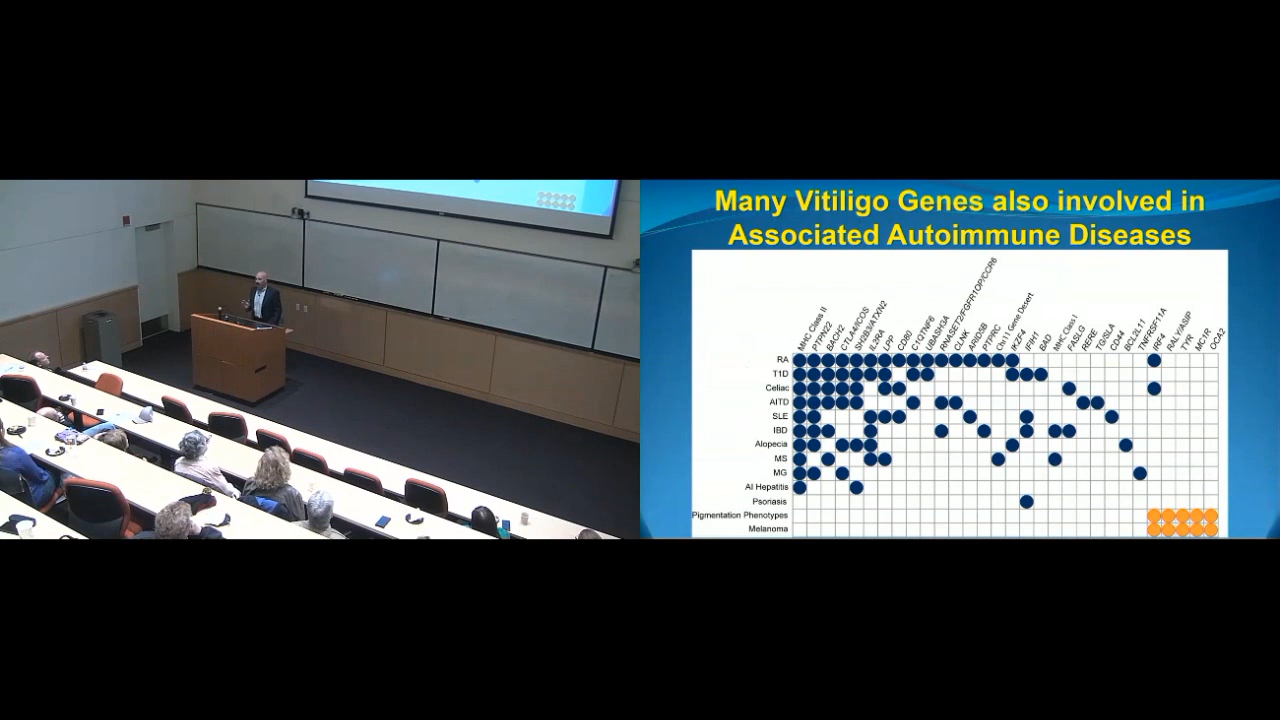 Many Vitiligo Genes also involved in
Associated Autoimmune Diseases
MHC Class II
PTPN22
BACH2
CTLA4/ICOS
SH2B3/ATXN2
IL2RA
LPP
CD80
C1QTNF6
UBASH3A
RNASET2/FGFR1OP/CCR6
CLNK
ARID5B
PTPRC
Chr11 Gene Desert
IKZF4
IFIH1
BAD
MHC Class I
FASLG
RERE
TG/SLA
CD44
BCL2L11
TNFRSF11A
IRF4
RALY/ASIP
TYR
MC1R
OCA2
RA
T1D
Celiac
AITD
SLE
IBD
Alopecia
MS
MG
AI Hepatitis
Psoriasis
Pigmentation Phenotypes
Melanoma